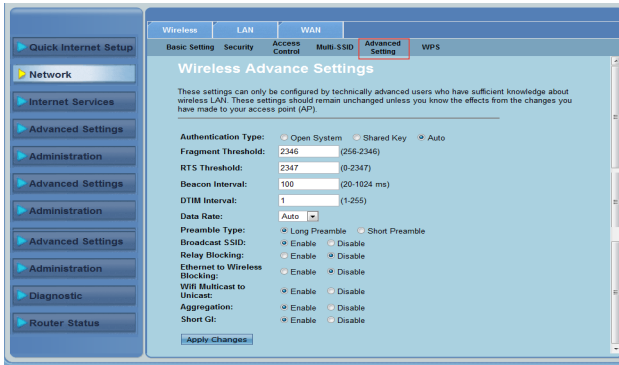 Wireless LAN WAN
Basic Setting Security Access Control Multi-SSID Advanced Setting WPS
Quick Internet Setup
Network
Internet Services
Advanced Settings
Administration
Advanced Settings
Administration
Advanced Settings
Administration
Diagnostic
Router Status
Wireless Advance Settings
These settings can only be configured by technically advanced users who have sufficient knowledge about
wireless LAN. These settings should remain unchanged unless you know the effects from the changes you
have made to your access point (AP).
Authentication Type: Open System Shared Key Auto
Fragment Threshold: 2346 (256-2346)
RTS Threshold: 2347 (0-2347)
Beacon Interval: 100 (20-1024 ms)
DTIM Interval: 1 (1-255)
Data Rate: Auto
Preamble Type: Long Preamble Short Preamble
Broadcast SSID: Enable Disable
Relay Blocking: Enable Disable
Ethernet to Wireless
Blocking: Enable Disable
Wifi Multicast to
Unicast: Enable Disable
Aggregation: Enable Disable
Short GI: Enable Disable
Apply Changes